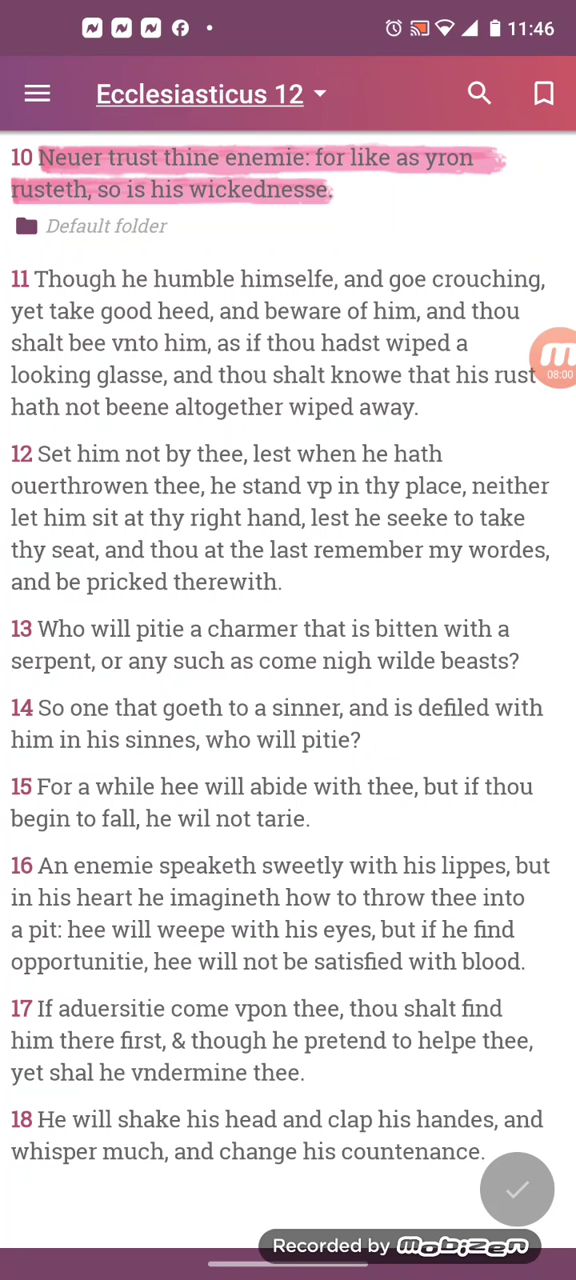 11:46
Ecclesiasticus 12
10 Neuer trust thine enemie: for like as yron
rusteth, so is his wickednesse.
Default folder
11 Though he humble himselfe, and goe crouching,
yet take good heed, and beware of him, and thou
shalt bee vnto him, as if thou hadst wiped a
looking glasse, and thou shalt knowe that his rust
hath not beene altogether wiped away.
08:00
12 Set him not by thee, lest when he hath
ouerthrowen thee, he stand vp in thy place, neither
let him sit at thy right hand, lest he seeke to take
thy seat, and thou at the last remember my wordes,
and be pricked therewith.
13 Who will pitie a charmer that is bitten with a
serpent, or any such as come nigh wilde beasts?
14 So one that goeth to a sinner, and is defiled with
him in his sinnes, who will pitie?
15 For a while hee will abide with thee, but if thou
begin to fall, he wil not tarie.
16 An enemie speaketh sweetly with his lippes, but
in his heart he imagineth how to throw thee into
a pit: hee will weepe with his eyes, but if he find
opportunitie, hee will not be satisfied with blood.
17 If aduersitie come vpon thee, thou shalt find
him there first, & though he pretend to helpe thee,
yet shal he vndermine thee.
18 He will shake his head and clap his handes, and
whisper much, and change his countenance.
Recorded by mobizen